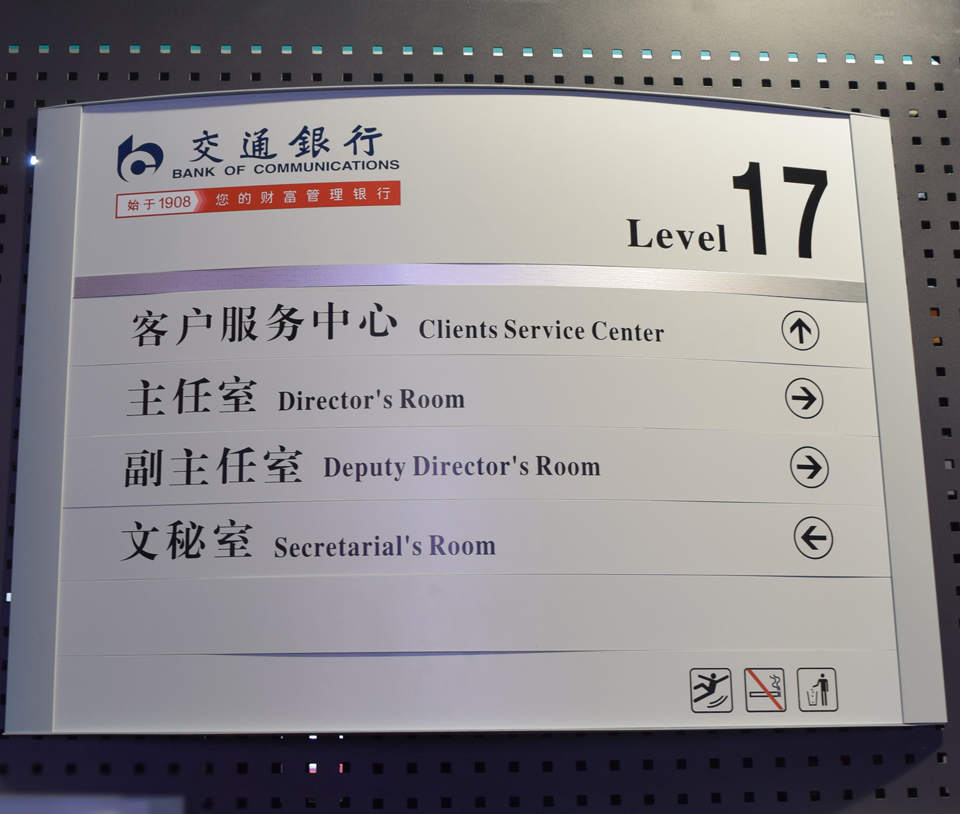 交通銀行
BANK OF COMMUNICATIONS
始于1908 您的财富管理银行
Level 17
客户服务中心 Clients Service Center
主任室 Director's Room
副主任室 Deputy Director's Room
文秘室 Secretarial's Room